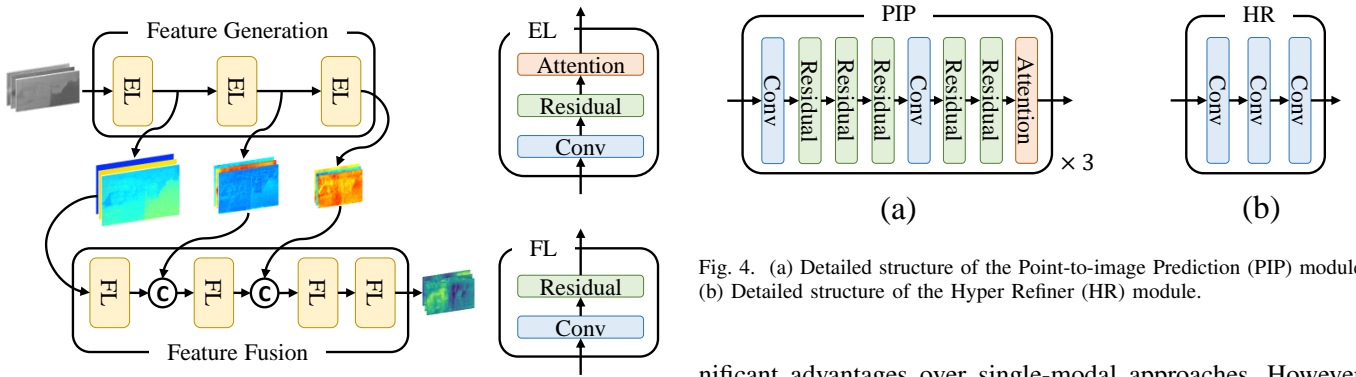 Feature Generation
EL
EL
EL
C
C
FL
FL
FL
FL
Feature Fusion
EL
Attention
Residual
Conv
FL
Residual
Conv
PIP
Conv
Residual
Residual
Residual
Conv
Residual
Residual
Attention
× 3
(a)
HR
Conv
Conv
Conv
(b)
Fig. 4. (a) Detailed structure of the Point-to-image Prediction (PIP) module
(b) Detailed structure of the Hyper Refiner (HR) module.
nificant advantages over single-modal approaches. However